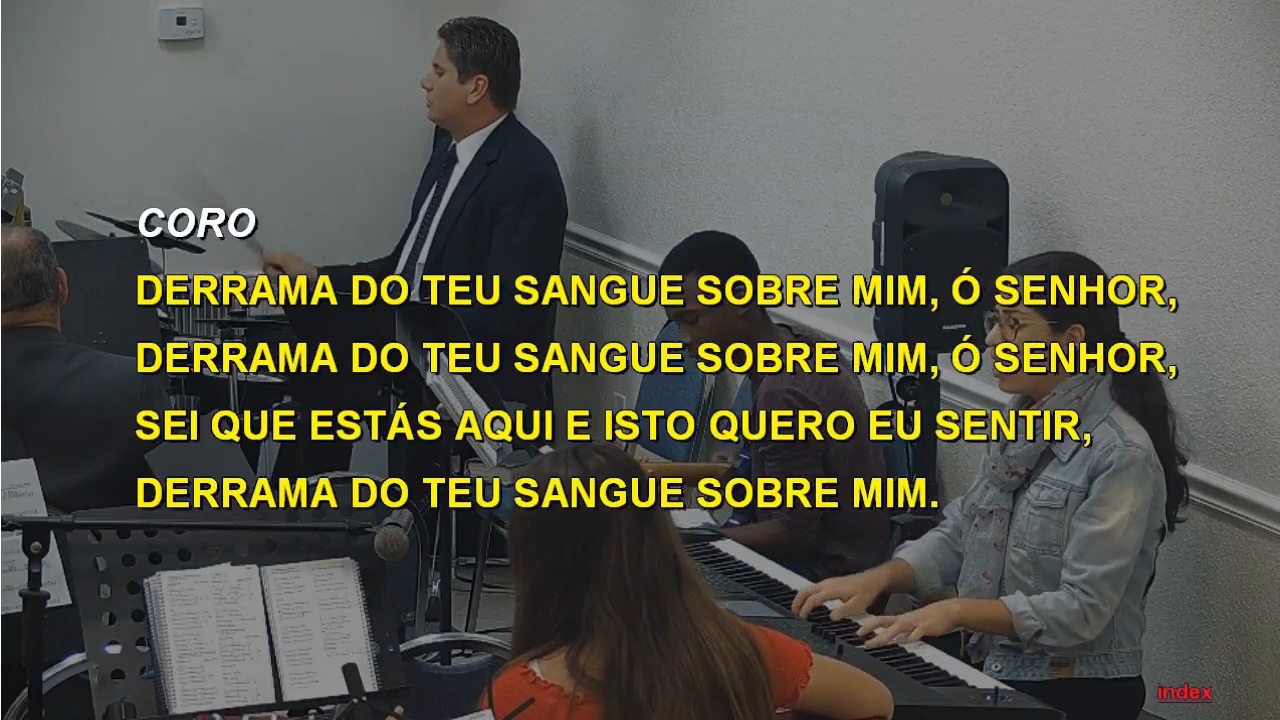 CORO
DERRAMA DO TEU SANGUE SOBRE MIM, Ó SENHOR,
DERRAMA DO TEU SANGUE SOBRE MIM, Ó SENHOR,
SEI QUE ESTÁS AQUI E ISTO QUERO EU SENTIR,
DERRAMA DO TEU SANGUE SOBRE MIM.
index